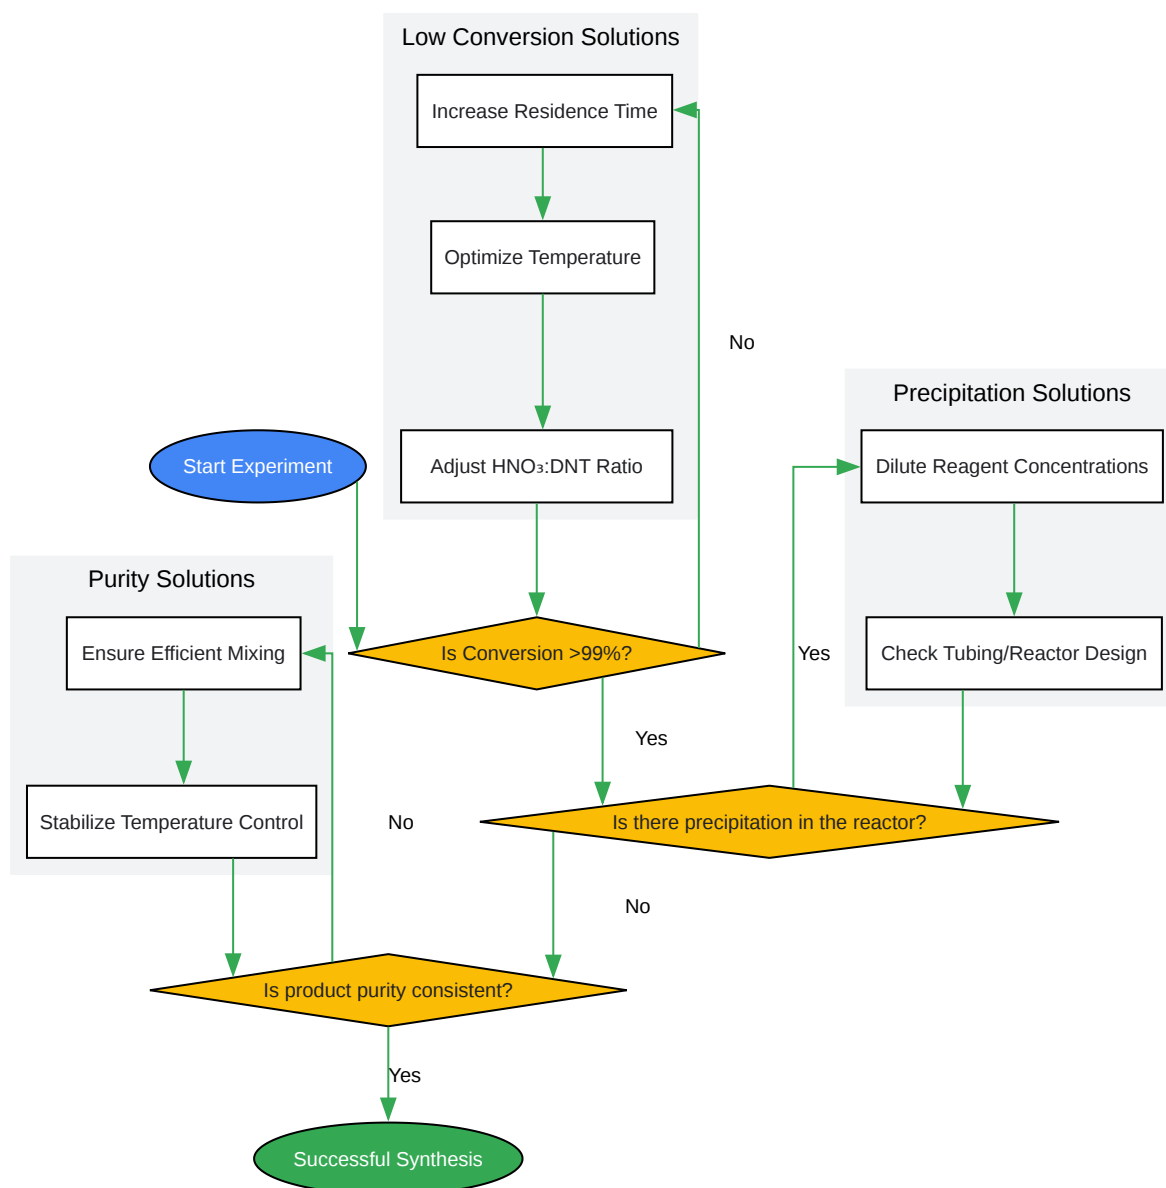 Low Conversion Solutions
Increase Residence Time
Optimize Temperature
No
Precipitation Solutions
Start Experiment
Adjust HNO₃:DNT Ratio
Dilute Reagent Concentrations
Purity Solutions
Ensure Efficient Mixing
Is Conversion >99%?
Yes
Check Tubing/Reactor Design
Yes
Stabilize Temperature Control
No
Is there precipitation in the reactor?
No
Is product purity consistent?
Yes
Successful Synthesis